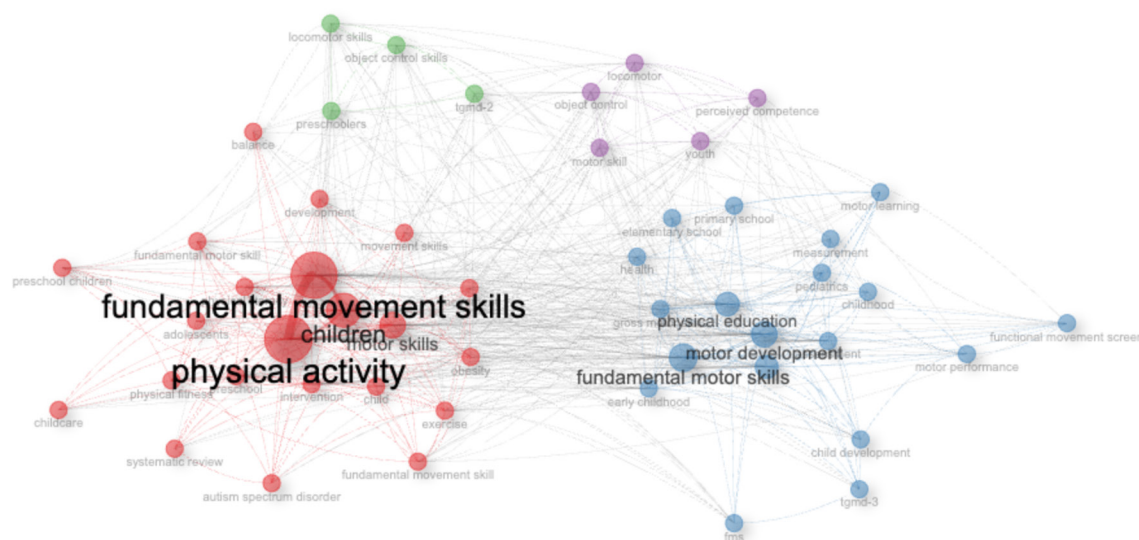 locomotor skills
object control skills
locomotor
tgmd-2
object control
perceived competence
preschoolers
balance
motor skill
youth
development
motor learning
primary school
elementary school
movement skills
fundamental motor skill
measurement
health
preschool children
pediatrics
childhood
fundamental movement skills
gross
physical education
adolescents
children
motor skills
functional movement screen
motor development
obesity
motor performance
physical activity
fundamental motor skills
physical fitness
preschool
intervention
child
early childhood
childcare
exercise
child development
systematic review
fundamental movement skill
autism spectrum disorder
tgmd-3
fms